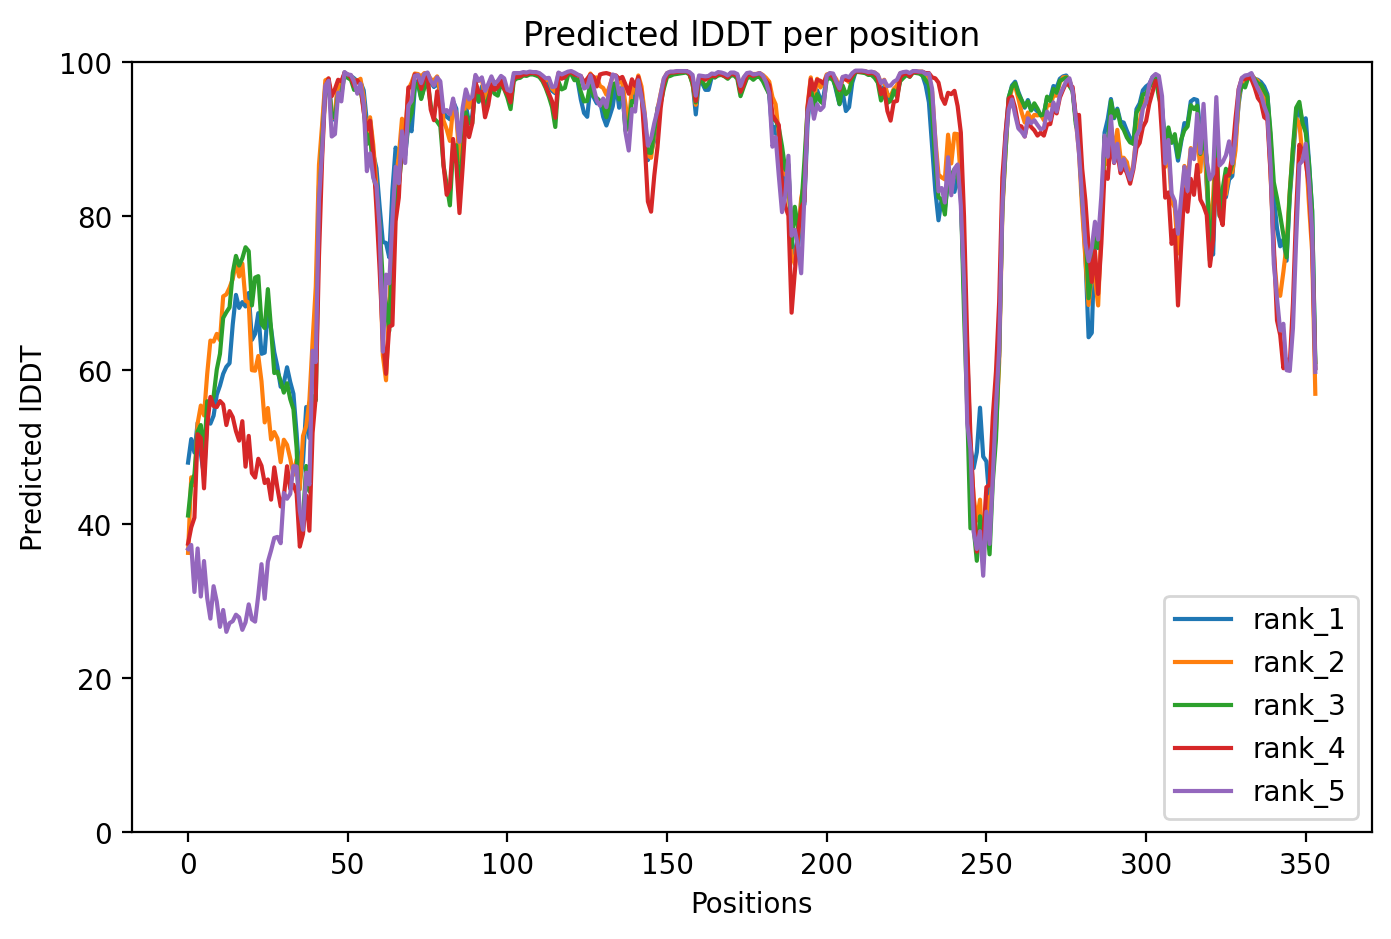 Predicted lDDT per position
Predicted lDDT
100
80
60
40
20
0
0 50 100 150 200 250 300 350
Positions
rank_1
rank_2
rank_3
rank_4
rank_5